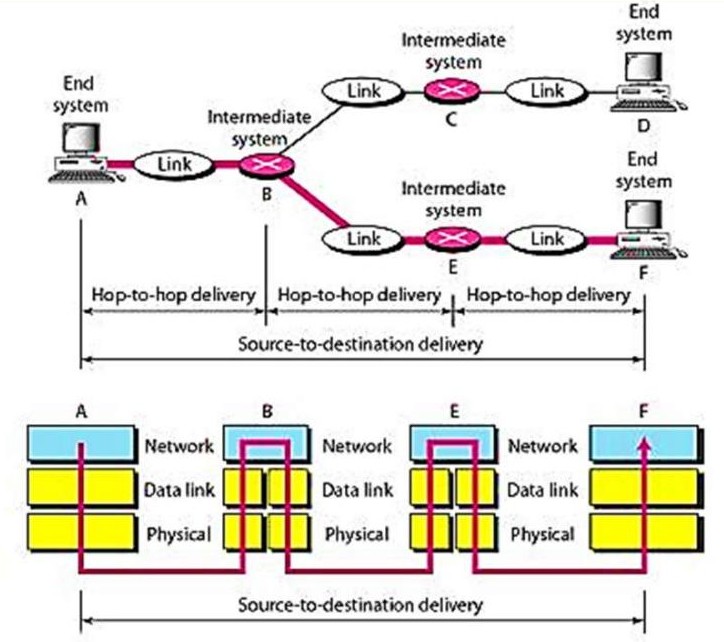 End
system
Intermediate
system
Link
Link
C
D
End
system
Intermediate
system
Link
A
B
End
system
Intermediate
system
Link
Link
E
F
Hop-to-hop delivery
Hop-to-hop delivery
Hop-to-hop delivery
Source-to-destination delivery
A
B
E
F
Network
Network
Network
Data link
Data link
Data link
Physical
Physical
Physical
Source-to-destination delivery